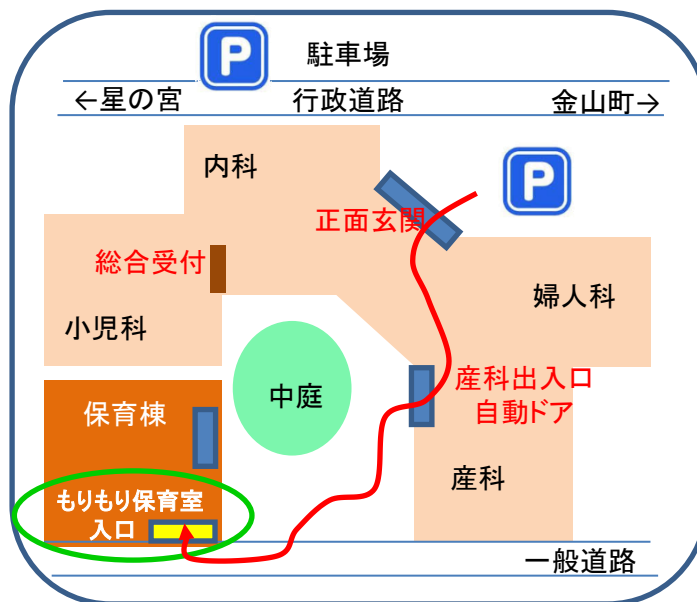 P
駐車場
←星の宮
行政道路
金山町→
内科
P
正面玄関
総合受付
婦人科
小児科
産科出入口
自動ドア
中庭
保育棟
産科
もりもり保育室
入口
一般道路